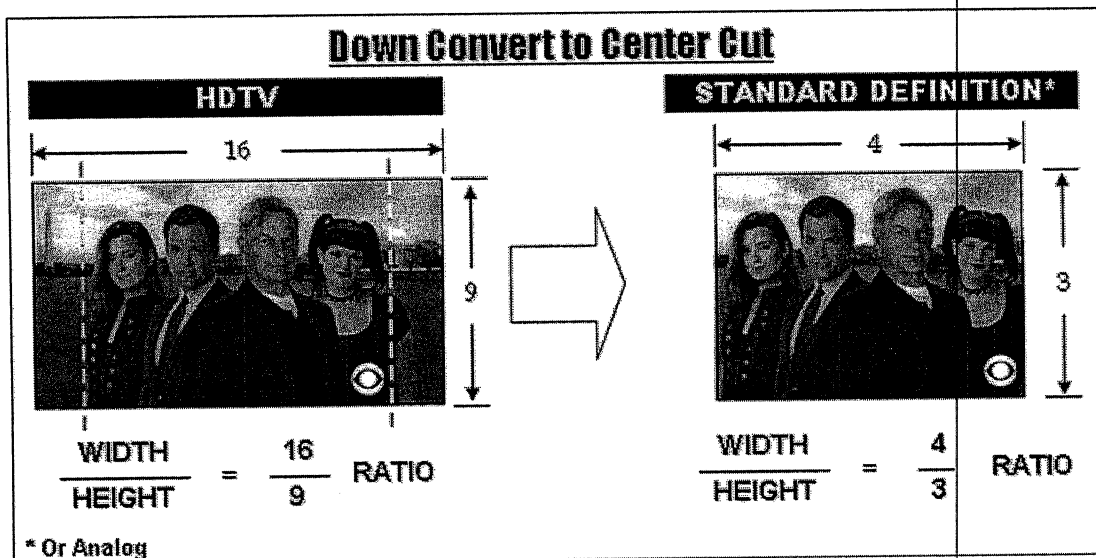 Down Convert to Center Cut
HDTV
STANDARD DEFINITION*
16
4
9
3
WIDTH
HEIGHT
=
16
9
RATIO
WIDTH
HEIGHT
=
4
3
RATIO
* Or Analog